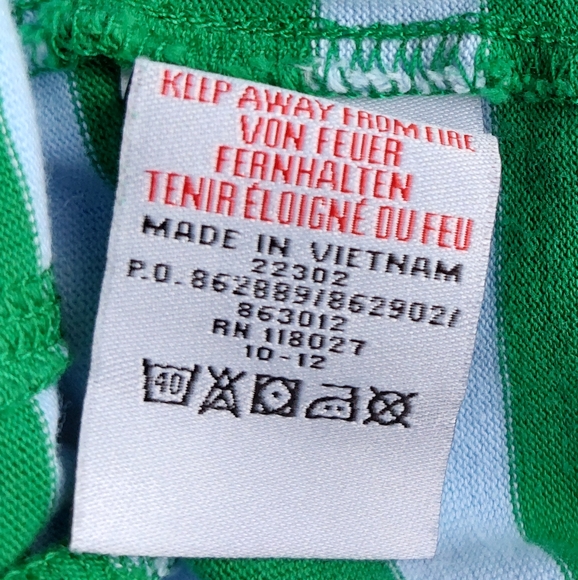 KEEP AWAY FROM FIRE
VON FEUER
FERNHALTEN
TENIR ÉLOIGNÉ DU FEU
MADE IN VIETNAM
22302
P.O. 862889/862902/
863012
RN 118027
10-12
40